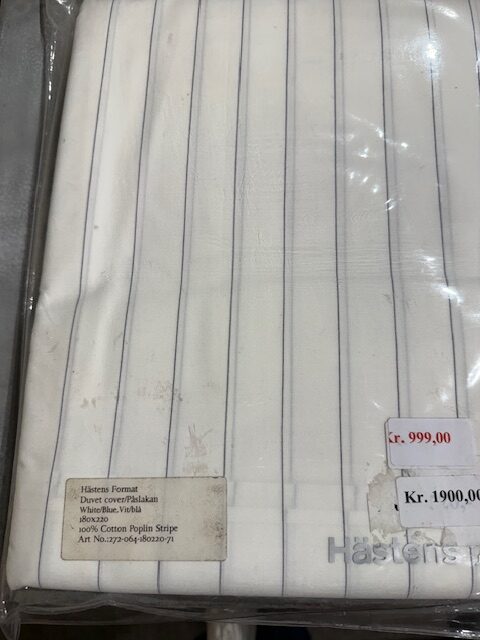 Kr. 999,00
Kr. 1900,00
Hästens Format
Duvet cover/Påslakan
White/Blue, Vit/blå
180x220
100% Cotton Poplin Stripe
Art No.:272-064-180220-71
Hästens